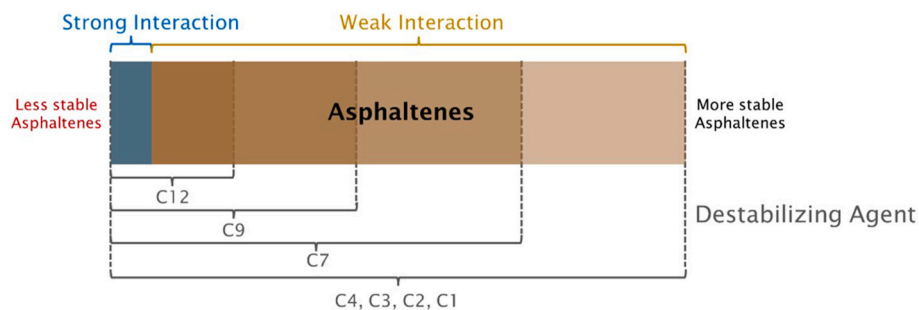 Strong Interaction
Weak Interaction
Less stable
Asphaltenes
Asphaltenes
More stable
Asphaltenes
C12
C9
Destabilizing Agent
C7
C4, C3, C2, C1